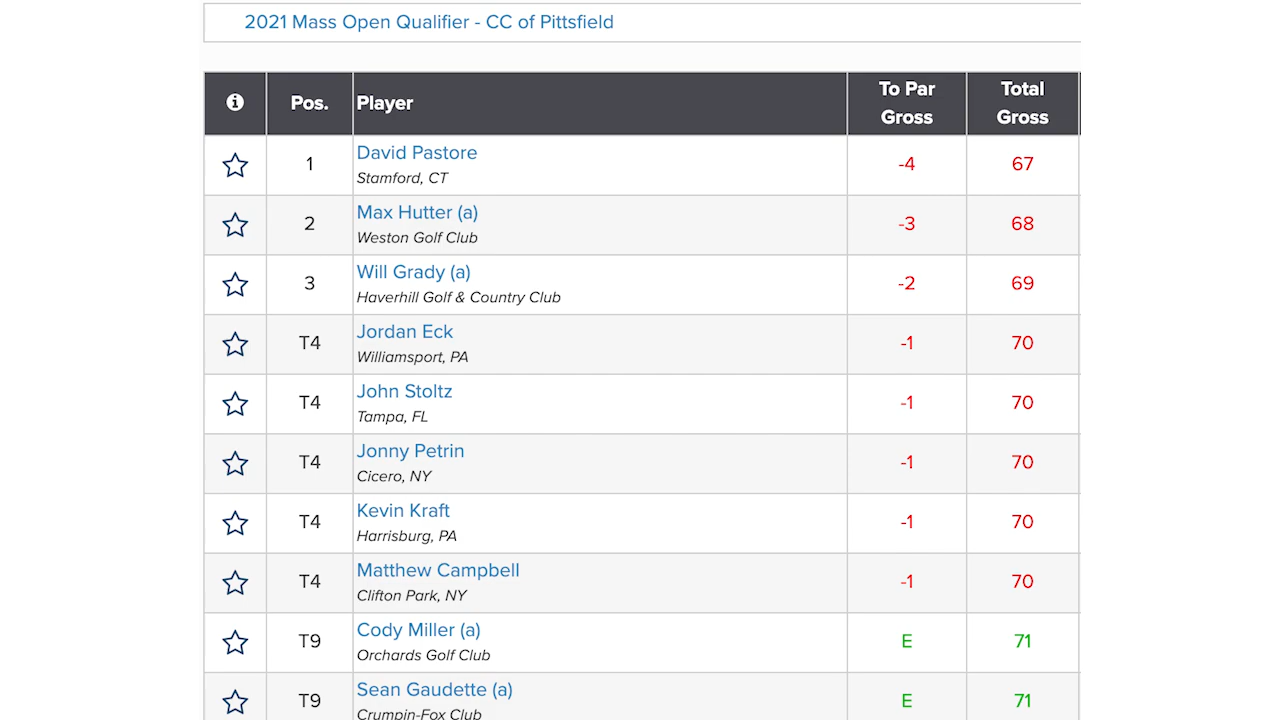 2021 Mass Open Qualifier - CC of Pittsfield
Pos. Player To Par Gross Total Gross
1 David Pastore -4 67
Stamford, CT
2 Max Hutter (a) -3 68
Weston Golf Club
3 Will Grady (a) -2 69
Haverhill Golf & Country Club
T4 Jordan Eck -1 70
Williamsport, PA
T4 John Stoltz -1 70
Tampa, FL
T4 Jonny Petrin -1 70
Cicero, NY
T4 Kevin Kraft -1 70
Harrisburg, PA
T4 Matthew Campbell -1 70
Clifton Park, NY
T9 Cody Miller (a) E 71
Orchards Golf Club
T9 Sean Gaudette (a) E 71
Crumpin-Fox Club